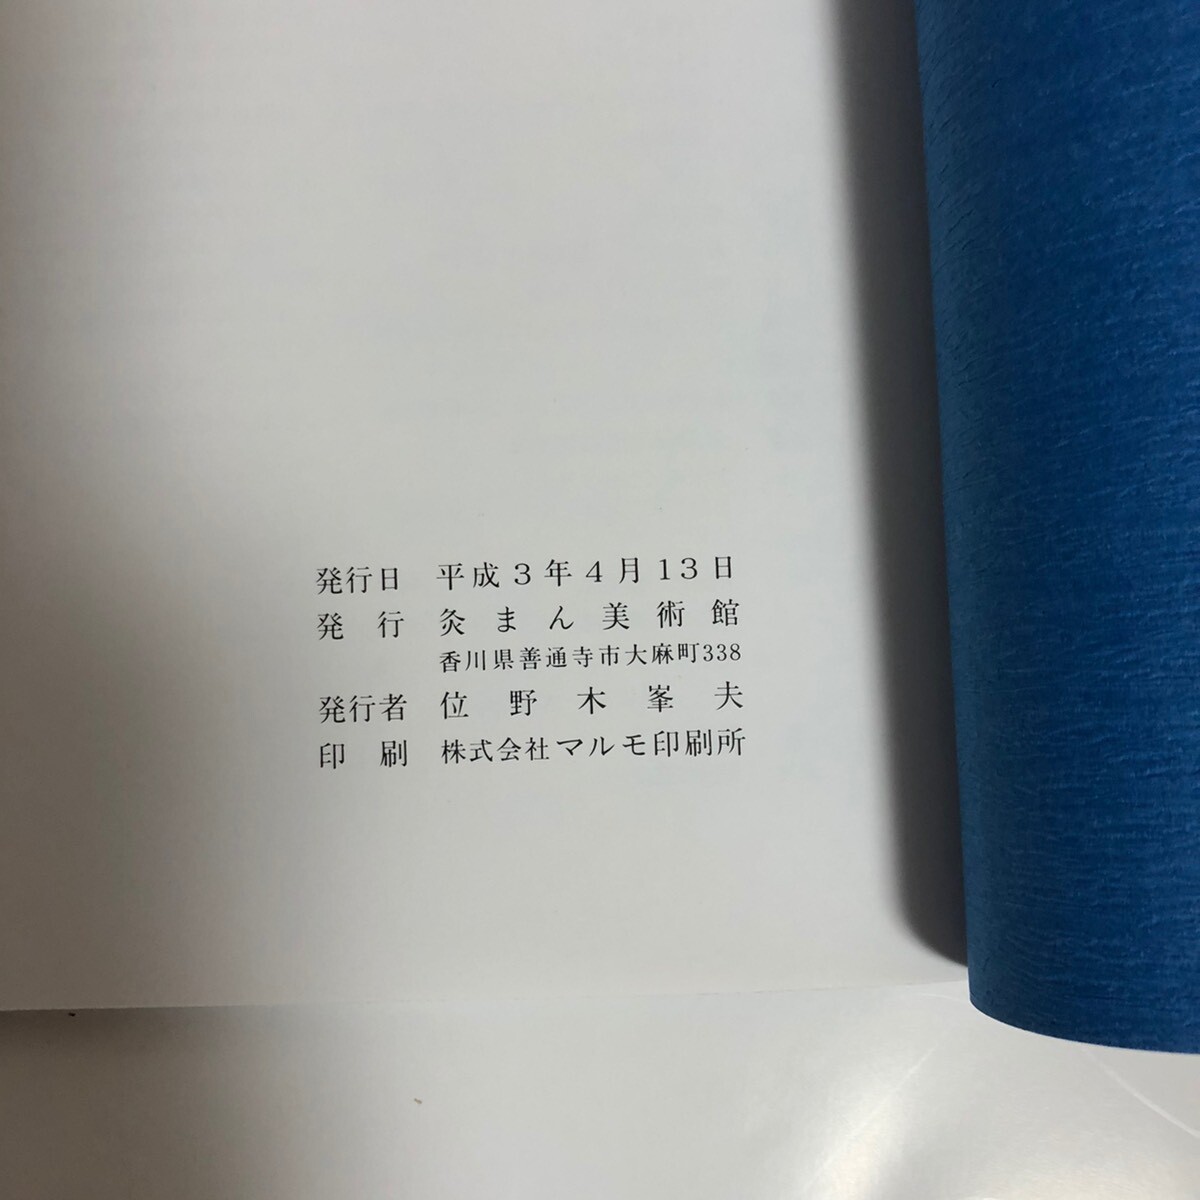 発行日　平成3年4月13日
発　行　灸まん美術館
香川県善通寺市大麻町338
発行者　位野木峯夫
印　刷　株式会社マルモ印刷所